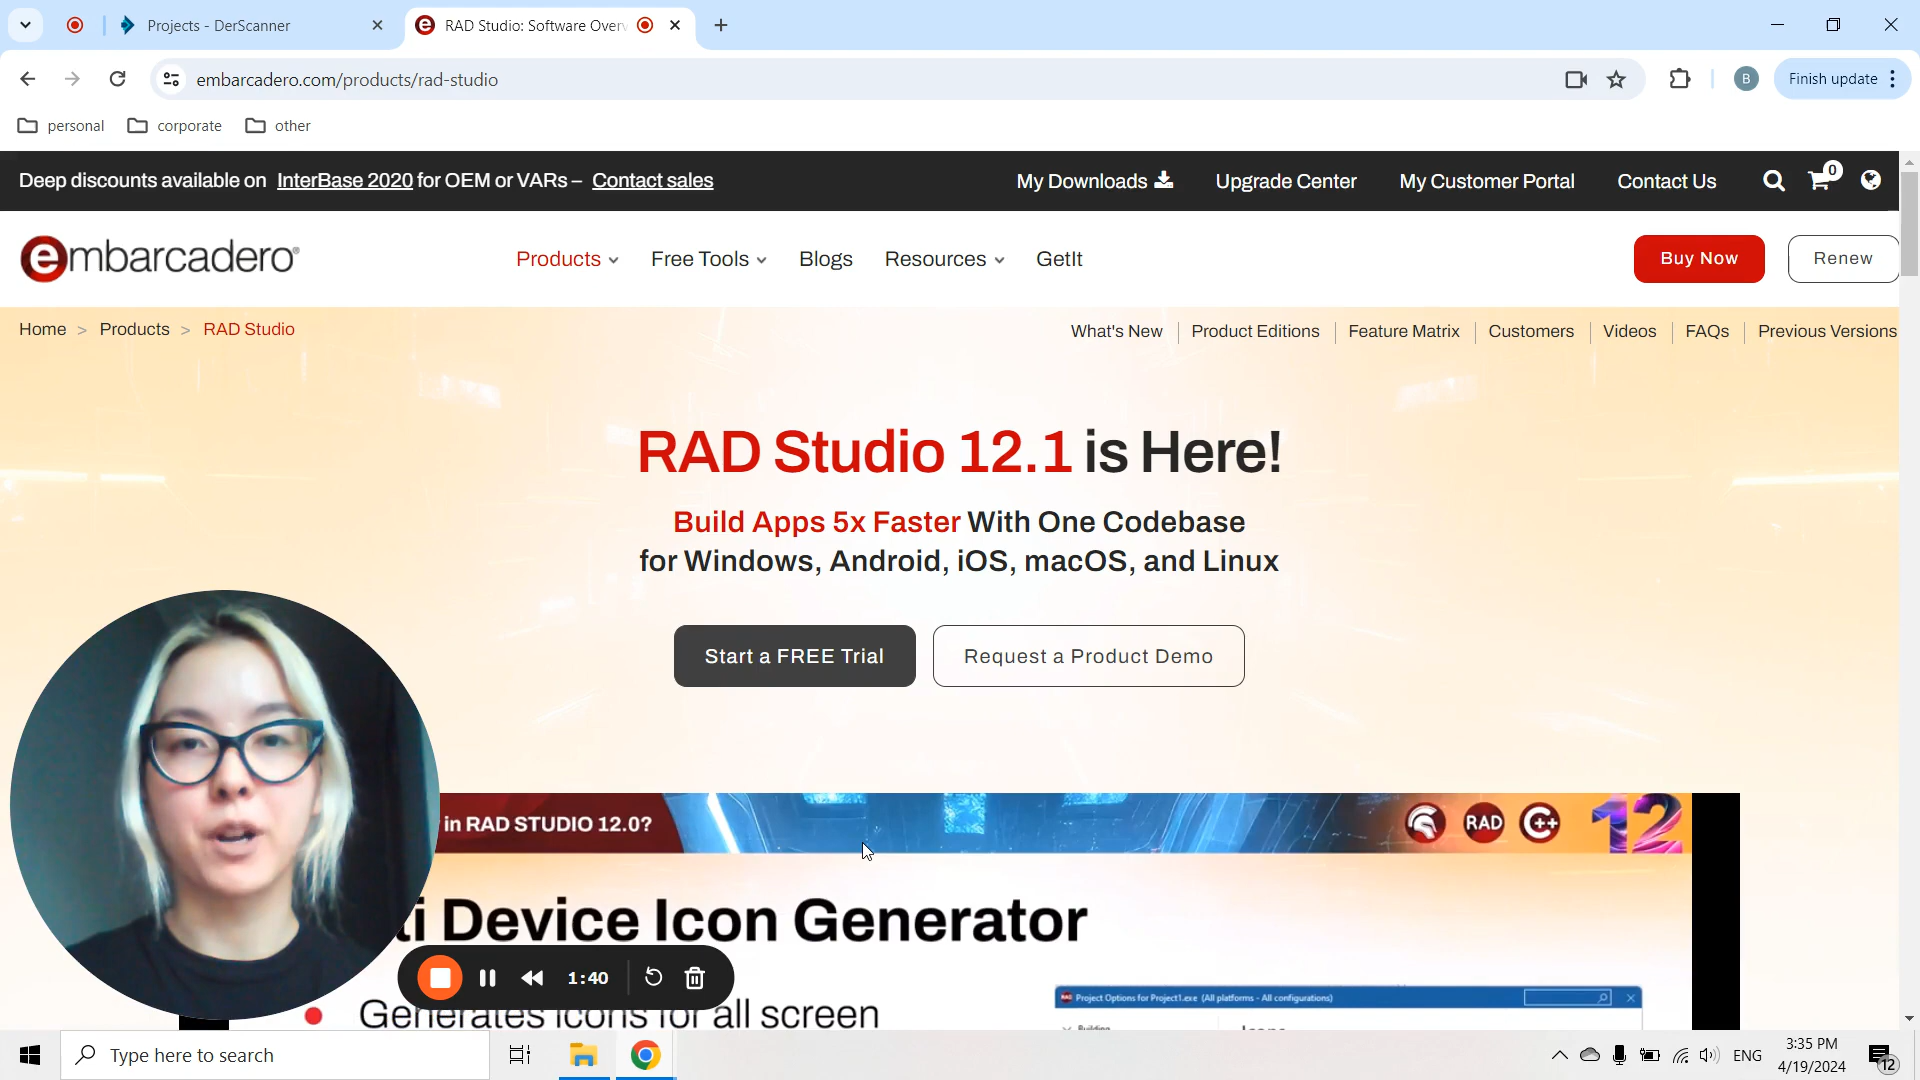 Projects - DerScanner
RAD Studio: Software Over
embarcadero.com/products/rad-studio
B
Finish update
personal
corporate
other
Deep discounts available on InterBase 2020 for OEM or VARs – Contact sales
My Downloads
Upgrade Center
My Customer Portal
Contact Us
0
embarcadero®
Products
Free Tools
Blogs
Resources
GetIt
Buy Now
Renew
Home > Products > RAD Studio
What's New
Product Editions
Feature Matrix
Customers
Videos
FAQs
Previous Versions
RAD Studio 12.1 is Here!
Build Apps 5x Faster With One Codebase
for Windows, Android, iOS, macOS, and Linux
Start a FREE Trial
Request a Product Demo
in RAD STUDIO 12.0?
RAD
C++
12
Device Icon Generator
1:40
Generates icons for all screen
Project Options for Project1.exe (All platforms - All configurations)
Building
Icons
Type here to search
ENG
3:35 PM
4/19/2024
12